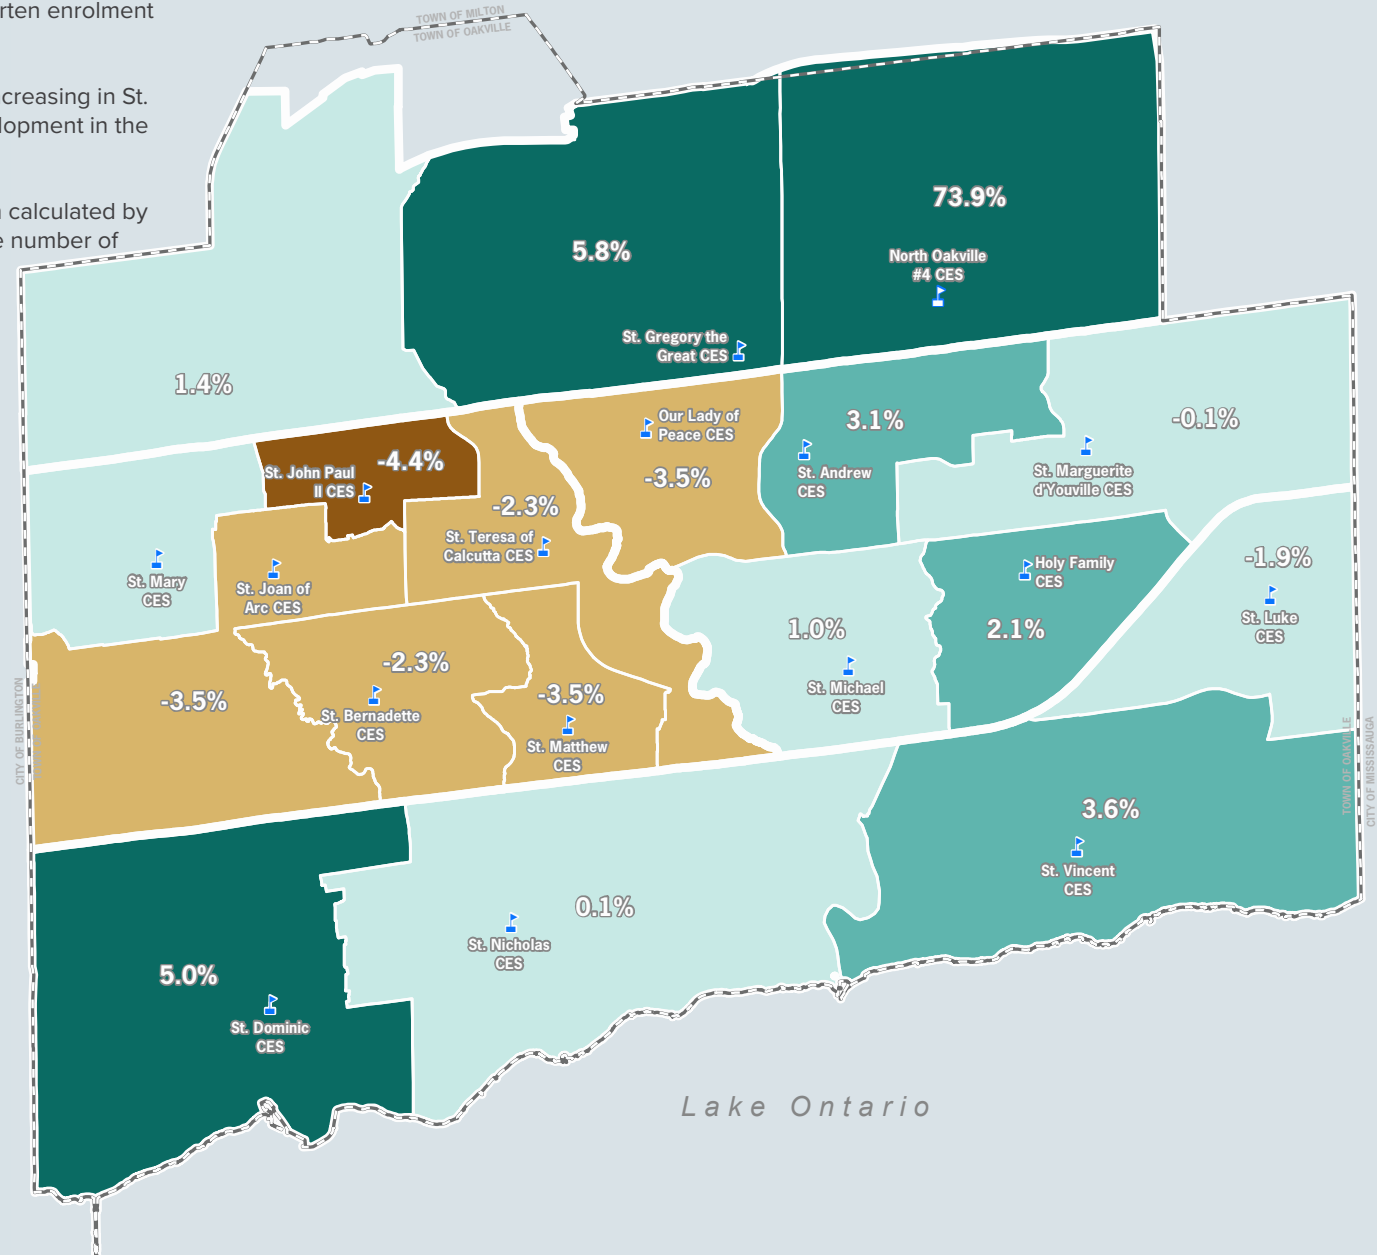 rten enrolment
creasing in St.
lopment in the
calculated by
e number of
TOWN OF MILTON
TOWN OF OAKVILLE
73.9%
North Oakville
#4 CES
5.8%
St. Gregory the
Great CES
1.4%
Our Lady of
Peace CES
-3.5%
3.1%
St. Andrew
CES
-0.1%
St. Marguerite
d'Youville CES
-4.4%
St. John Paul
II CES
-2.3%
St. Teresa of
Calcutta CES
St. Mary
CES
St. Joan of
Arc CES
Holy Family
CES
2.1%
-1.9%
St. Luke
CES
1.0%
St. Michael
CES
-2.3%
St. Bernadette
CES
-3.5%
St. Matthew
CES
-3.5%
CITY OF BURLINGTON
TOWN OF OAKVILLE
CITY OF MISSISSAUGA
3.6%
St. Vincent
CES
0.1%
St. Nicholas
CES
5.0%
St. Dominic
CES
Lake Ontario